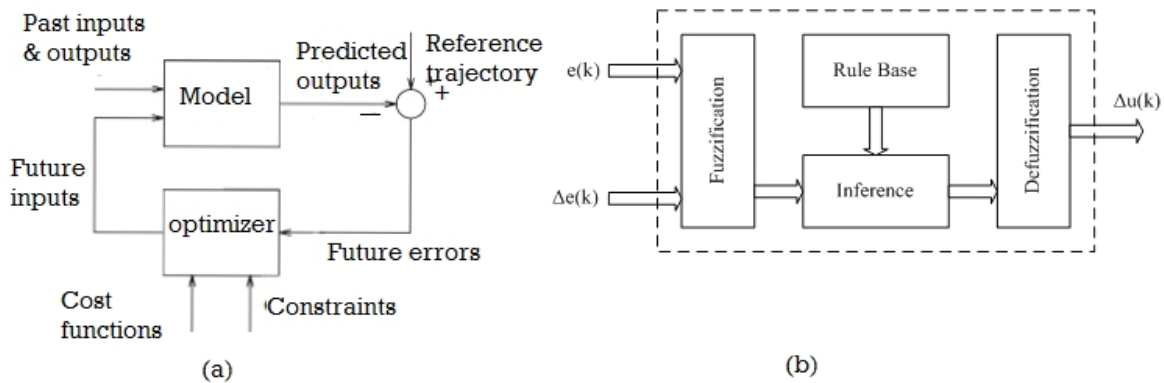 Past inputs
& outputs
Model
Predicted
outputs
Reference
trajectory
+
+
−
Future
inputs
optimizer
Future errors
Cost
functions
Constraints
(a)
e(k)
Δe(k)
Fuzzification
Rule Base
Inference
Defuzzification
Δu(k)
(b)